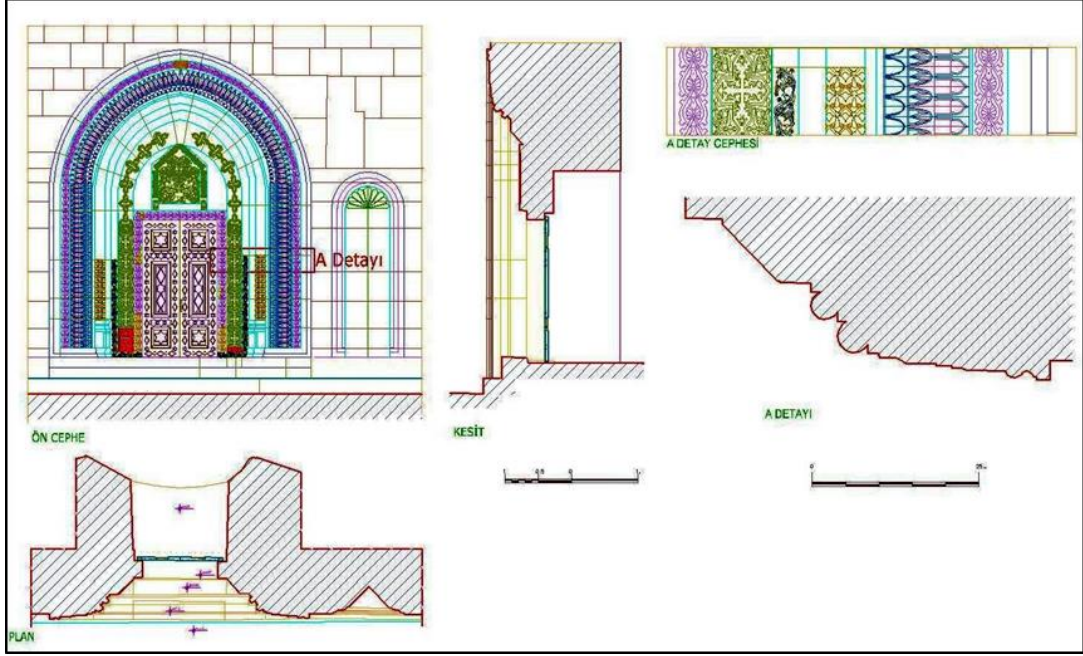 A Detayı
ÖN CEPHE
KESİT
A DETAY CEPHESİ
A DETAYI
PLAN